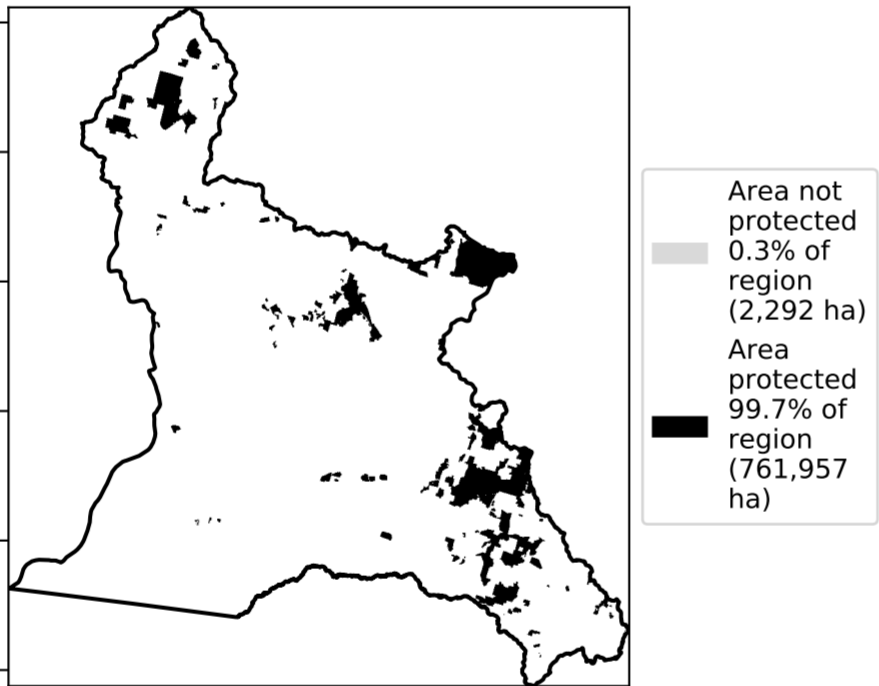 Area not
protected
0.3% of
region
(2,292 ha)
Area
protected
99.7% of
region
(761,957
ha)